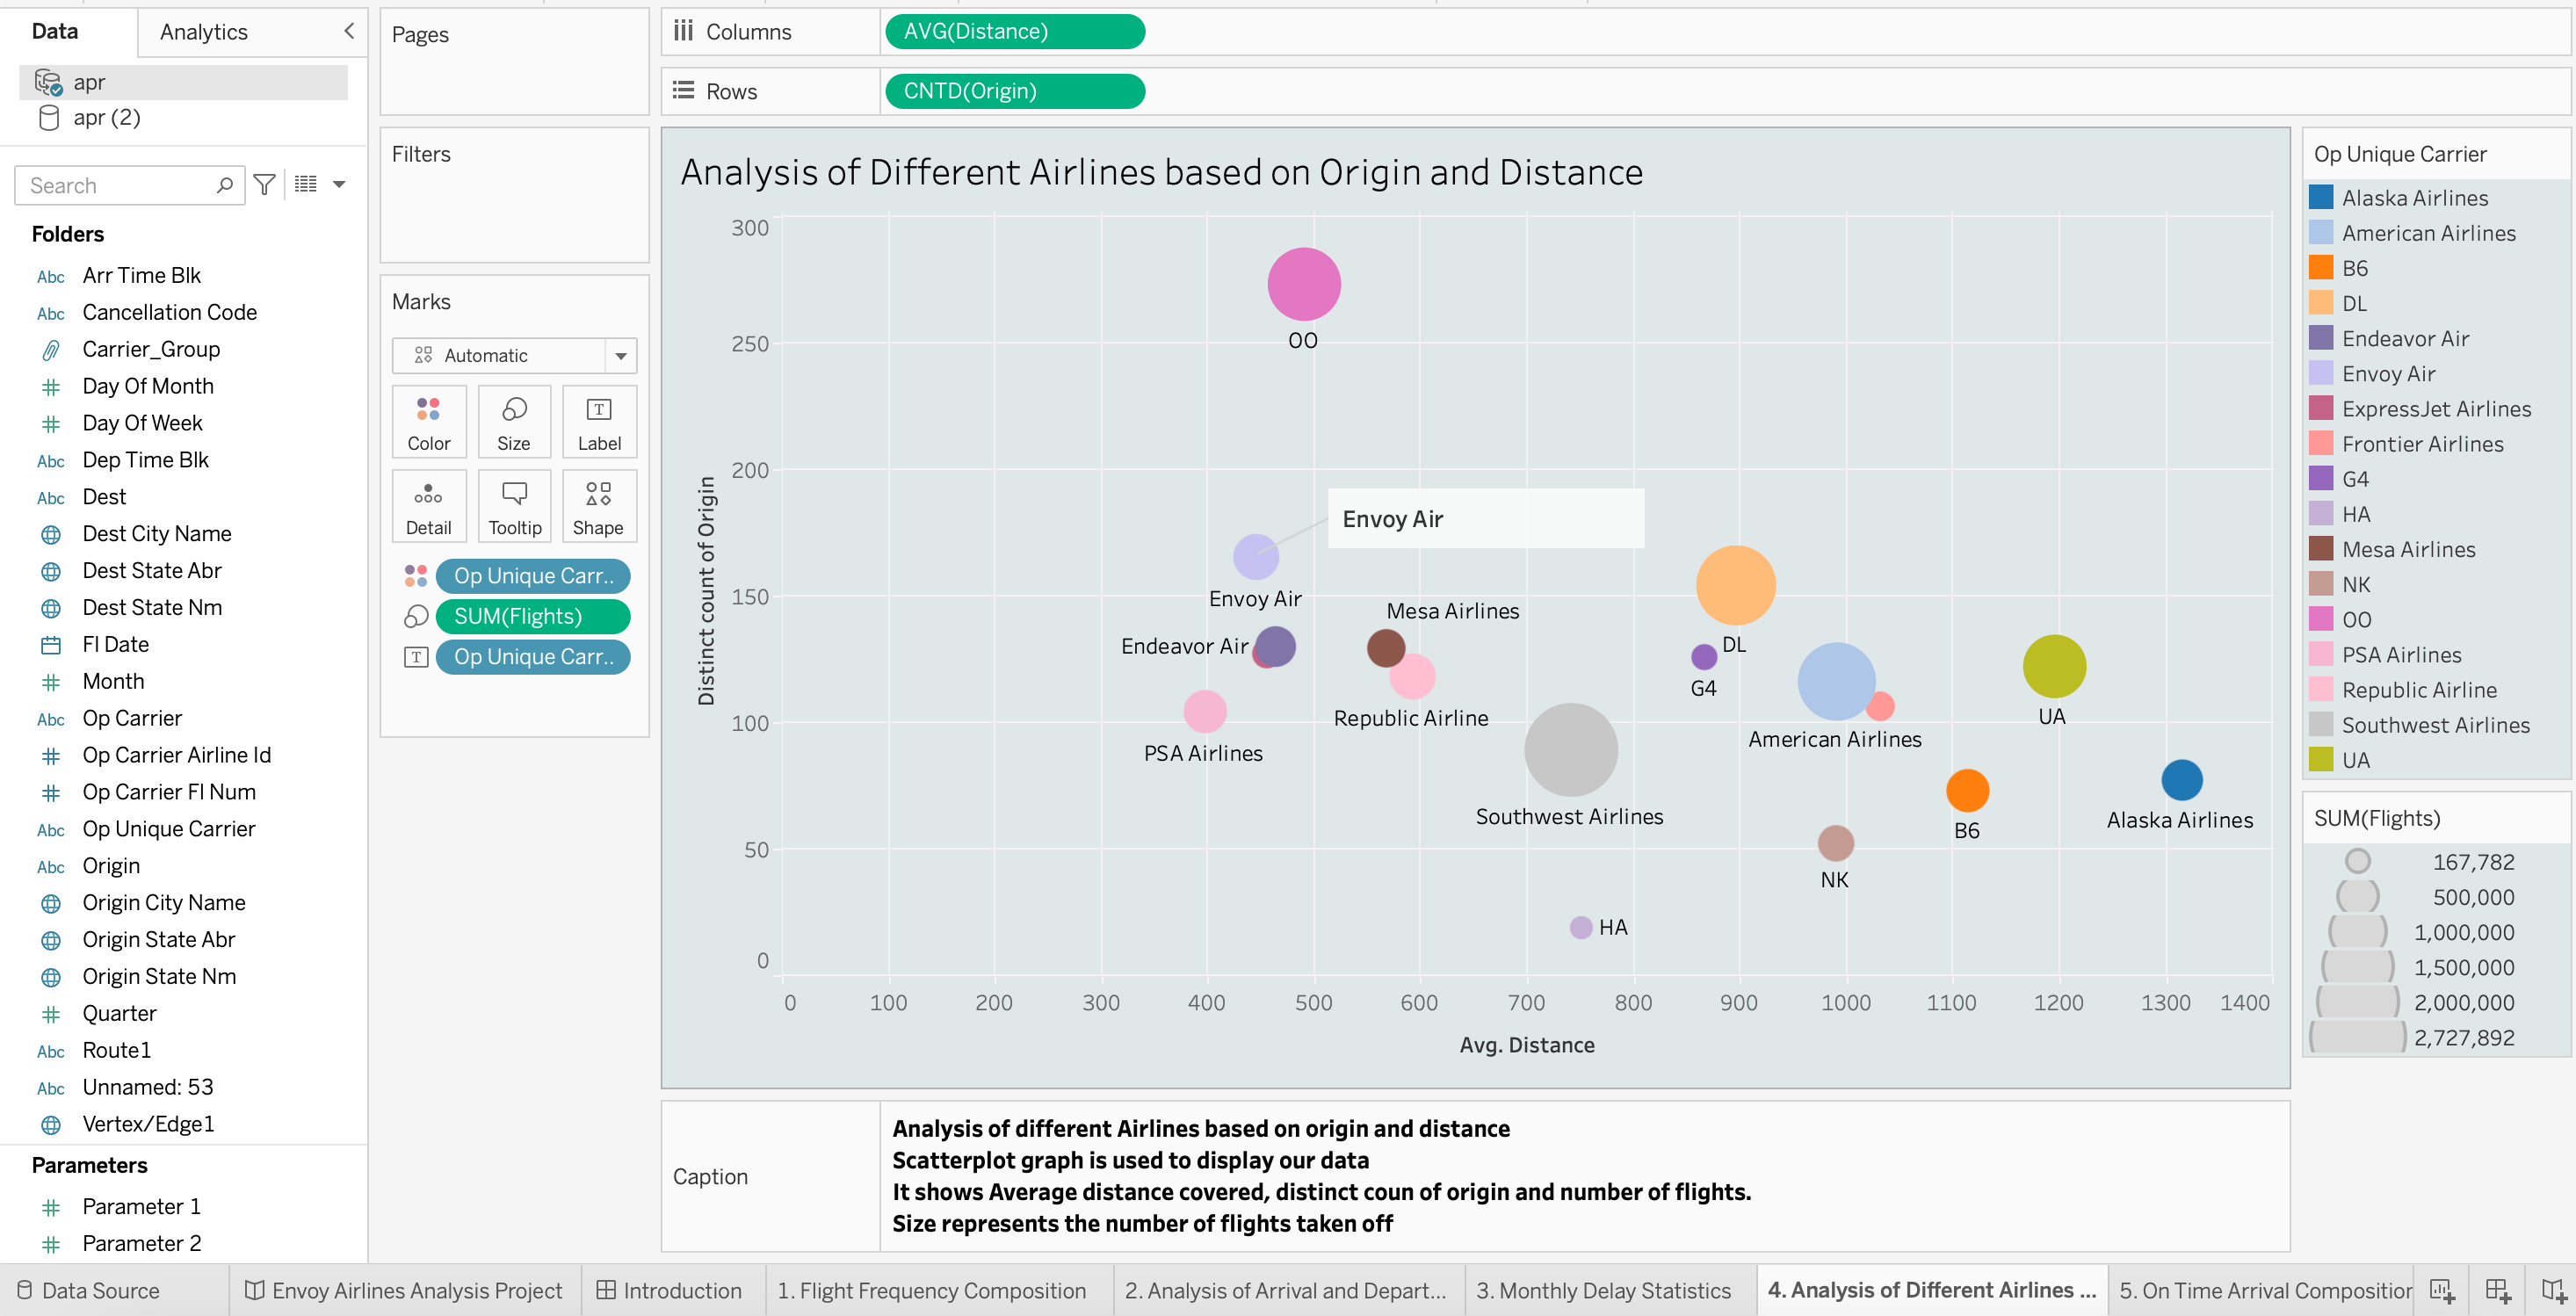 Data
Analytics
apr
apr (2)
Search
Folders
Abc Arr Time Blk
Abc Cancellation Code
Carrier_Group
Day Of Month
Day Of Week
Abc Dep Time Blk
Abc Dest
Dest City Name
Dest State Abr
Dest State Nm
Fl Date
Month
Abc Op Carrier
Op Carrier Airline Id
Op Carrier Fl Num
Abc Op Unique Carrier
Abc Origin
Origin City Name
Origin State Abr
Origin State Nm
Quarter
Abc Route1
Abc Unnamed: 53
Vertex/Edge1
Parameters
Parameter 1
Parameter 2
Pages
Filters
Marks
Automatic
Color Size Label
Detail Tooltip Shape
Op Unique Carr..
SUM(Flights)
Op Unique Carr..
Columns AVG(Distance)
Rows CNTD(Origin)
Analysis of Different Airlines based on Origin and Distance
Distinct count of Origin
300
250
200
150
100
50
0
OO
Envoy Air
Envoy Air
Mesa Airlines
Endeavor Air
DL
G4
PSA Airlines
Republic Airline
American Airlines
UA
Southwest Airlines
B6
Alaska Airlines
NK
HA
0 100 200 300 400 500 600 700 800 900 1000 1100 1200 1300 1400
Avg. Distance
Caption
Analysis of different Airlines based on origin and distance
Scatterplot graph is used to display our data
It shows Average distance covered, distinct coun of origin and number of flights.
Size represents the number of flights taken off
Op Unique Carrier
Alaska Airlines
American Airlines
B6
DL
Endeavor Air
Envoy Air
ExpressJet Airlines
Frontier Airlines
G4
HA
Mesa Airlines
NK
OO
PSA Airlines
Republic Airline
Southwest Airlines
UA
SUM(Flights)
167,782
500,000
1,000,000
1,500,000
2,000,000
2,727,892
Data Source
Envoy Airlines Analysis Project
Introduction
1. Flight Frequency Composition
2. Analysis of Arrival and Depart...
3. Monthly Delay Statistics
4. Analysis of Different Airlines ...
5. On Time Arrival Composition